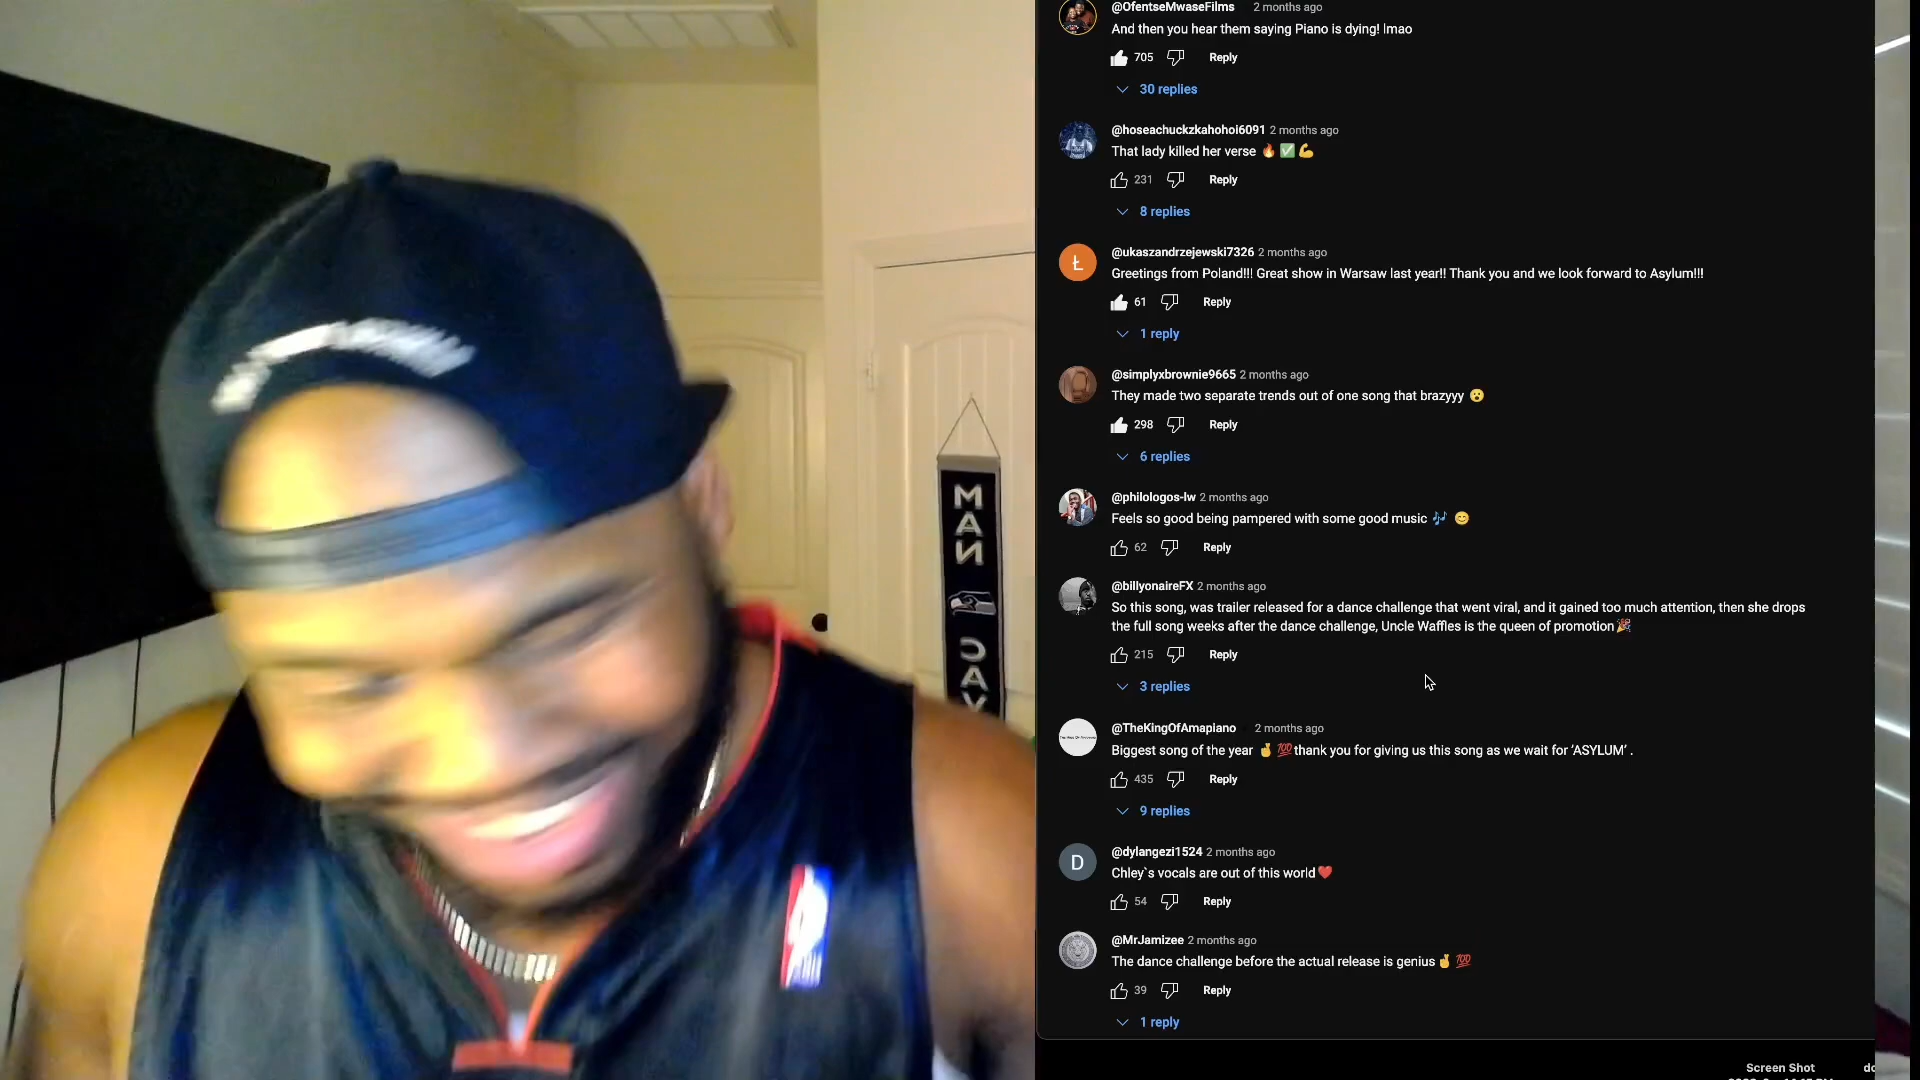 @OfentseMwaseFilms 2 months ago
And then you hear them saying Piano is dying! lmao
705 Reply
30 replies
@hoseachuckzkahohoi6091 2 months ago
That lady killed her verse 🔥 ✅ 💪
231 Reply
8 replies
Ł
@ukaszandrzejewski7326 2 months ago
Greetings from Poland!!! Great show in Warsaw last year!! Thank you and we look forward to Asylum!!!
61 Reply
1 reply
@simplyxbrownie9665 2 months ago
They made two separate trends out of one song that brazyyy 😮
298 Reply
6 replies
@philologos-lw 2 months ago
Feels so good being pampered with some good music 🎶 😊
62 Reply
@billyonaireFX 2 months ago
So this song, was trailer released for a dance challenge that went viral, and it gained too much attention, then she drops
the full song weeks after the dance challenge, Uncle Waffles is the queen of promotion🎉
215 Reply
3 replies
@TheKingOfAmapiano 2 months ago
Biggest song of the year 🤞 💯thank you for giving us this song as we wait for ‘ASYLUM’ .
435 Reply
9 replies
D
@dylangezi1524 2 months ago
Chley`s vocals are out of this world❤️
54 Reply
@MrJamizee 2 months ago
The dance challenge before the actual release is genius🤞 💯
39 Reply
1 reply
Screen Shot